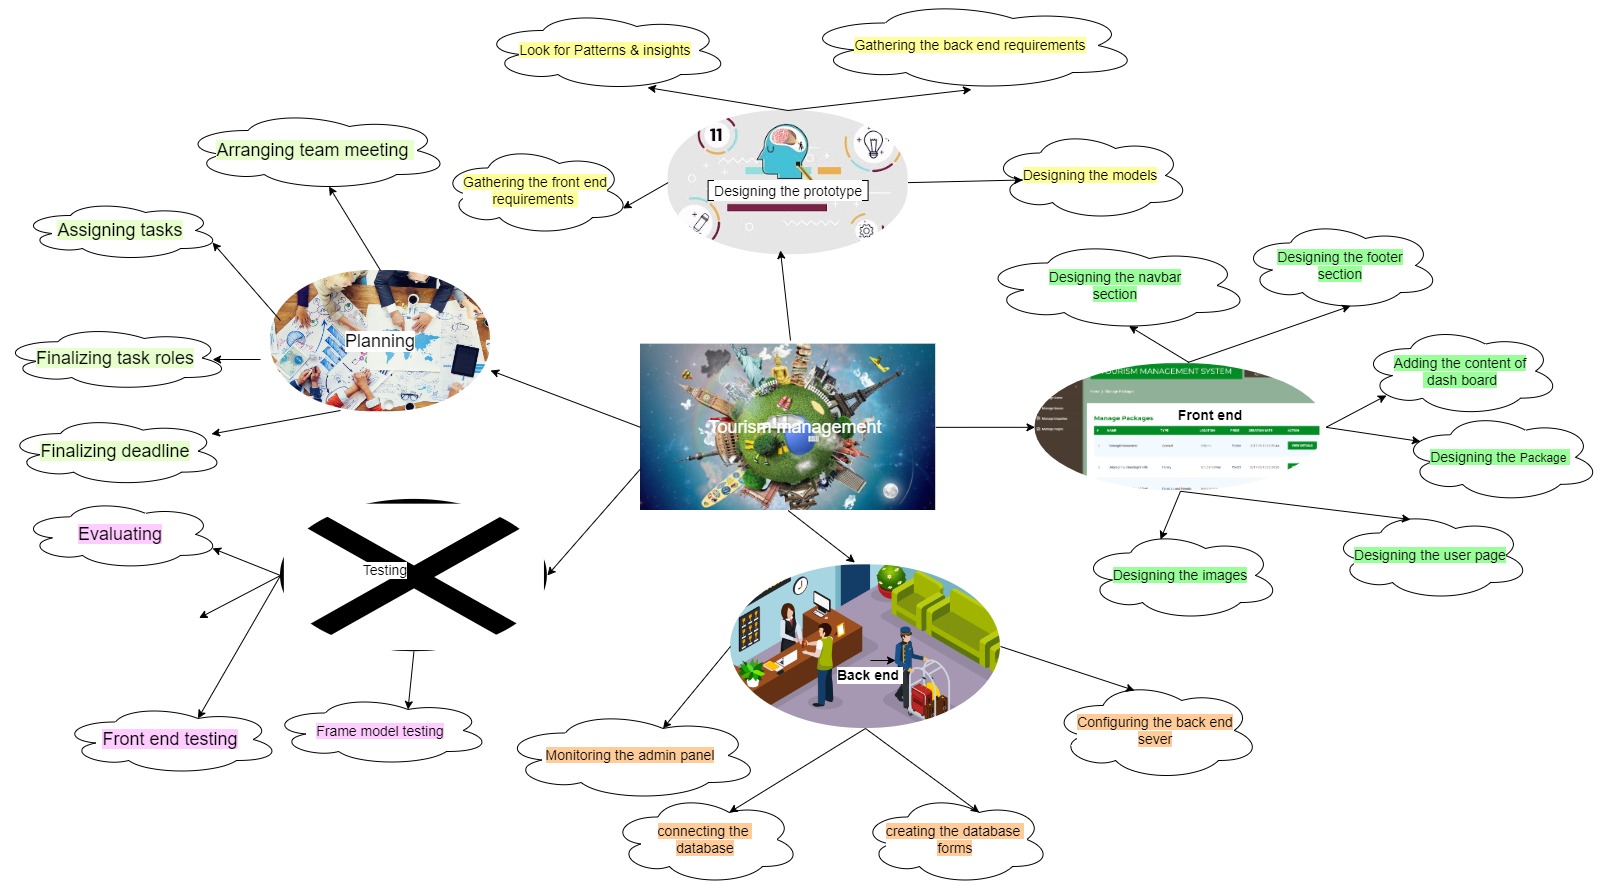 Look for Patterns & insights
Gathering the back end requirements
Arranging team meeting
11
Gathering the front end
requirements
Designing the prototype
Designing the models
Assigning tasks
Designing the navbar
section
Designing the footer
section
Planning
Finalizing task roles
TOURISM MANAGEMENT SYSTEM
Adding the content of
dash board
Manage Packages
Front end
Tourism management
Finalizing deadline
Designing the Package
Evaluating
Testing
Designing the images
Designing the user page
Back end
Front end testing
Frame model testing
Monitoring the admin panel
Configuring the back end
sever
connecting the
database
creating the database
forms